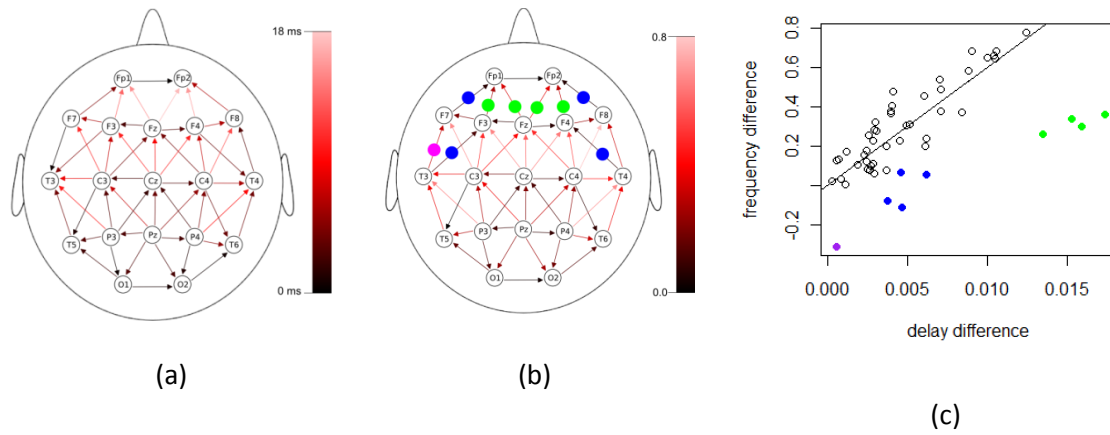 18 ms
Fp1 Fp2
F7 F3 Fz F4 F8
T3 C3 Cz C4 T4
T5 P3 Pz P4 T6
O1 O2
0 ms
(a)
0.8
Fp1 Fp2
F7 F3 Fz F4 F8
T3 C3 Cz C4 T4
T5 P3 Pz P4 T6
O1 O2
0.0
(b)
frequency difference
0.8
0.6
0.4
0.2
-0.2
0.000 0.005 0.010 0.015
delay difference
(c)